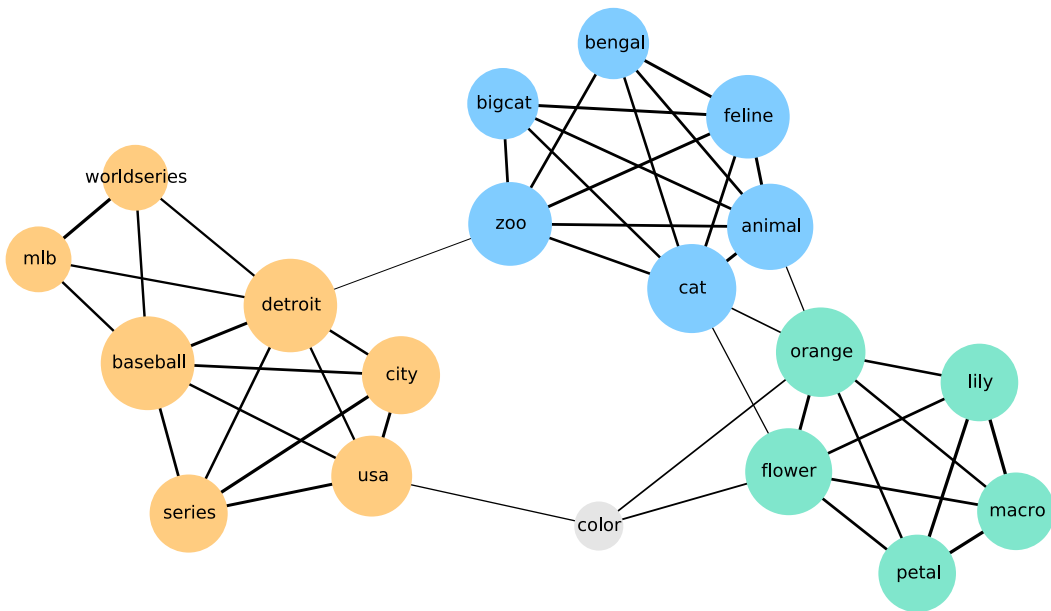 bengal
bigcat
feline
worldseries
zoo
animal
mlb
cat
detroit
orange
baseball
city
lily
flower
usa
series
color
macro
petal